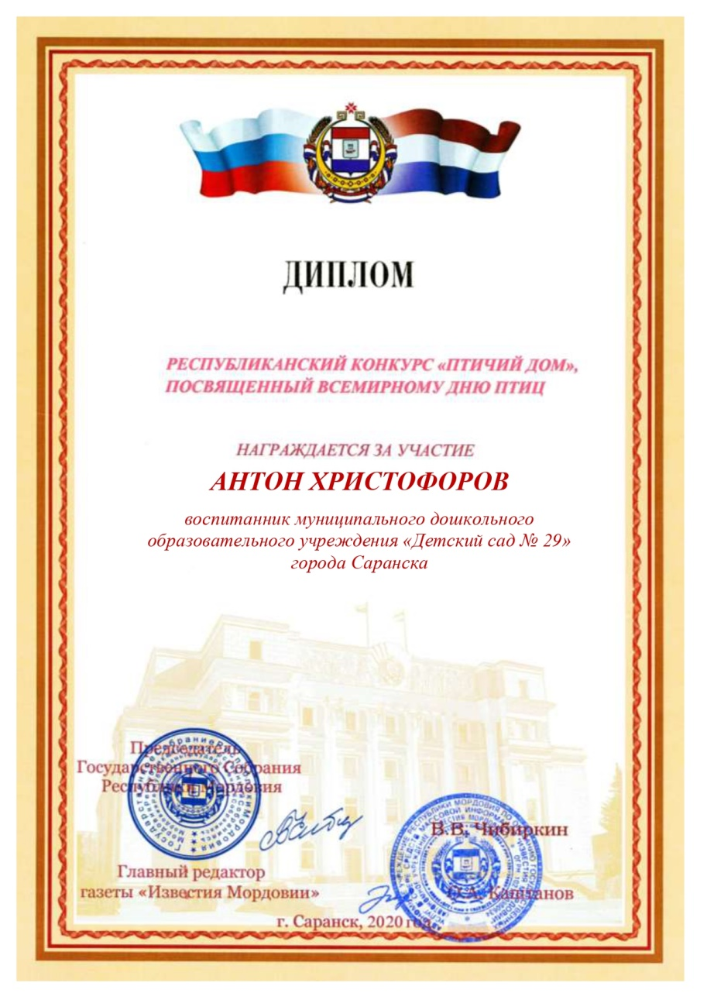 ДИПЛОМ
РЕСПУБЛИКАНСКИЙ КОНКУРС «ПТИЧИЙ ДОМ»,
ПОСВЯЩЕННЫЙ ВСЕМИРНОМУ ДНЮ ПТИЦ
НАГРАЖДАЕТСЯ ЗА УЧАСТИЕ
АНТОН ХРИСТОФОРОВ
воспитанник муниципального дошкольного
образовательного учреждения «Детский сад № 29»
города Саранска
Председатель
Государственного Собрания
Республики Мордовия
В.В. Чибиркин
Главный редактор
газеты «Известия Мордовии»
Каштанов
г. Саранск, 2020 год